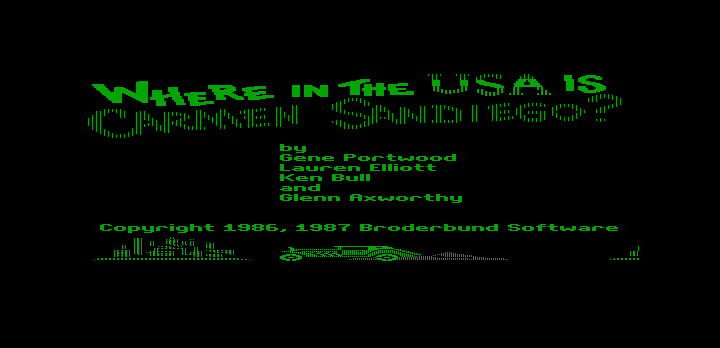 WHERE IN THE USA IS
CARMEN SANDIEGO?
by
Gene Portwood
Lauren Elliott
Ken Bull
and
Glenn Axworthy
Copyright 1986, 1987 Broderbund Software